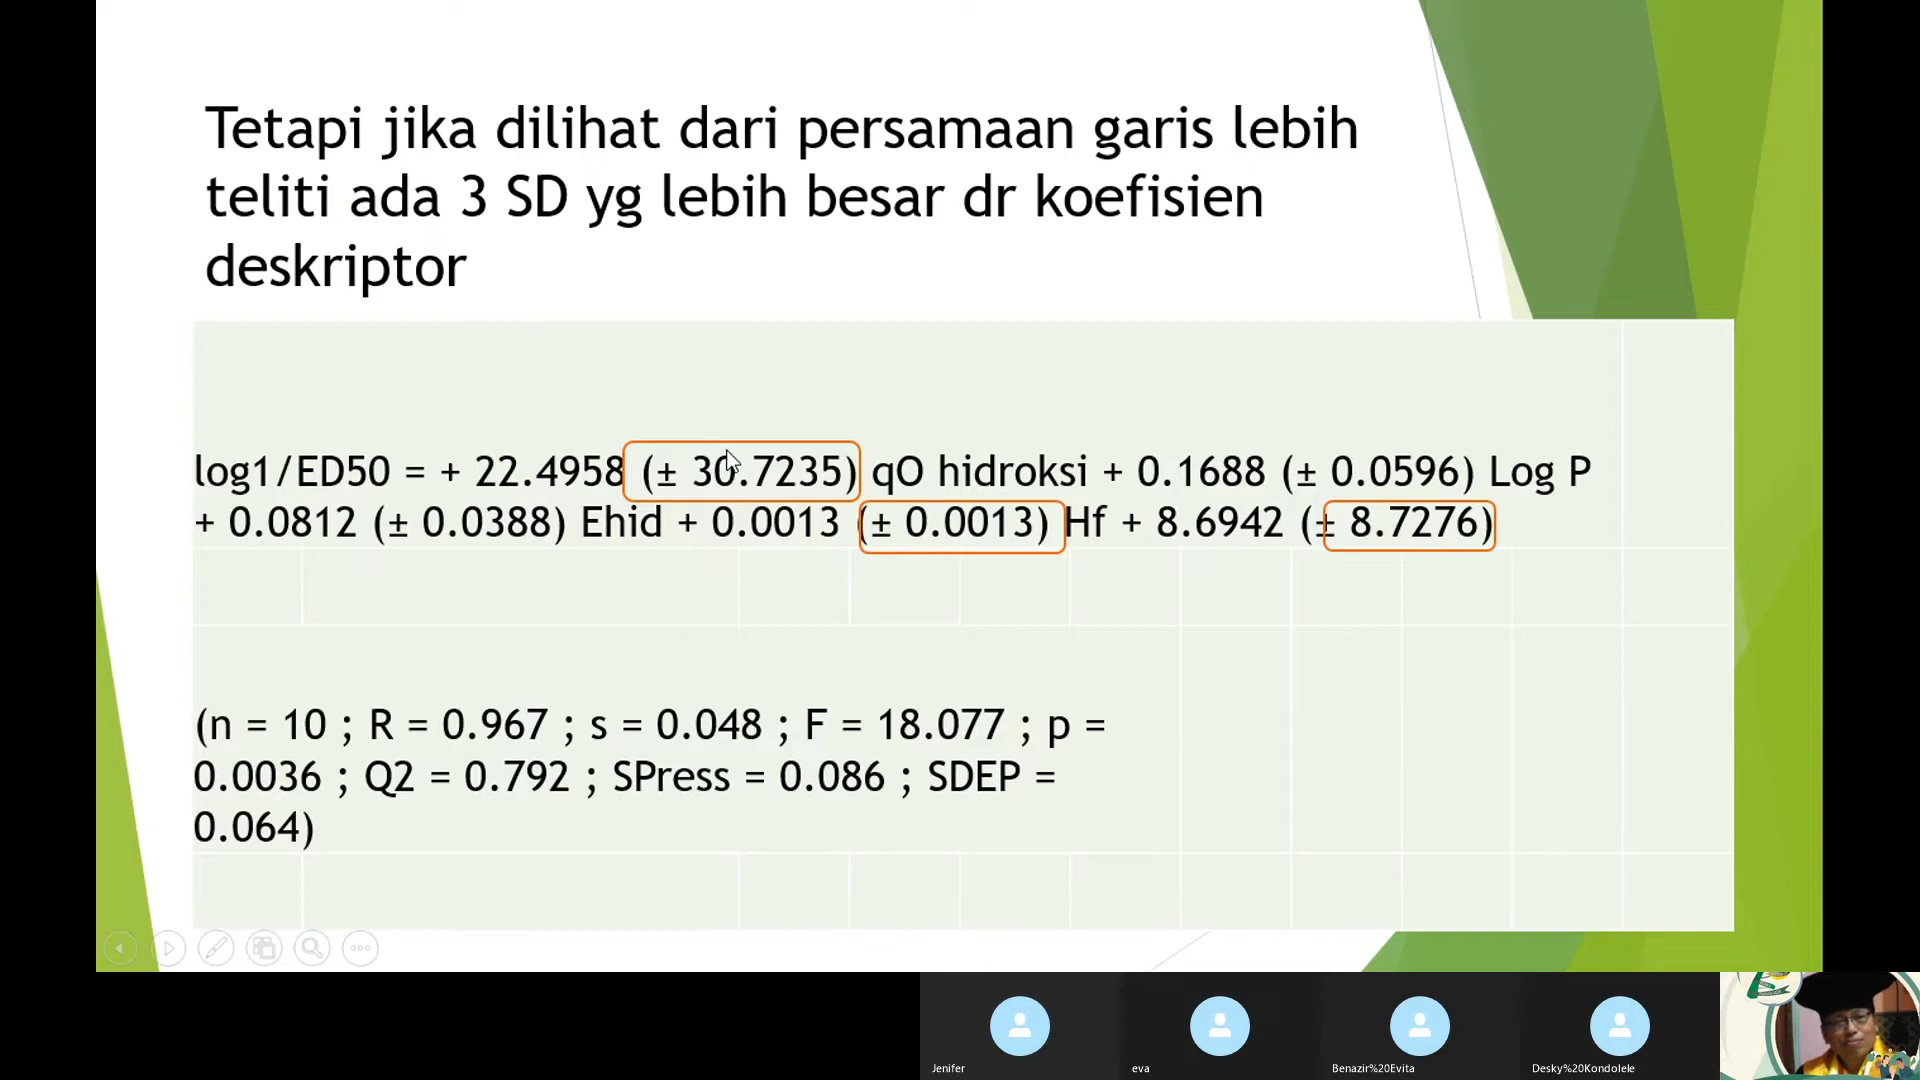 Tetapi jika dilihat dari persamaan garis lebih
teliti ada 3 SD yg lebih besar dr koefisien
deskriptor
log1/ED50 = + 22.4958 (± 30.7235) qO hidroksi + 0.1688 (± 0.0596) Log P
+ 0.0812 (± 0.0388) Ehid + 0.0013 (± 0.0013) Hf + 8.6942 (± 8.7276)
(n = 10 ; R = 0.967 ; s = 0.048 ; F = 18.077 ; p =
0.0036 ; Q2 = 0.792 ; SPress = 0.086 ; SDEP =
0.064)
Jenifer
eva
Benazir%20Evita
Desky%20Kondolele